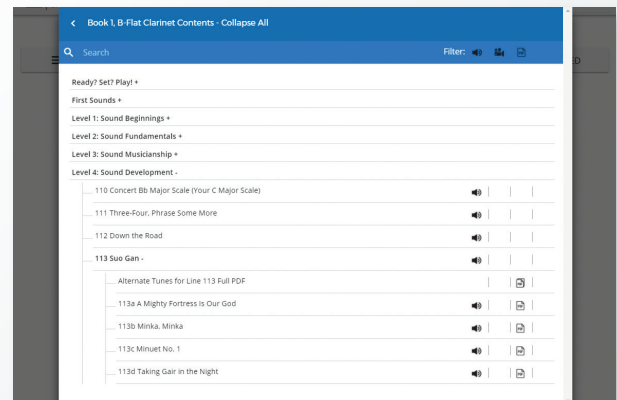 Book 1, B-Flat Clarinet Contents - Collapse All
Search Filter:
Ready? Set? Play! +
First Sounds +
Level 1: Sound Beginnings +
Level 2: Sound Fundamentals +
Level 3: Sound Musicianship +
Level 4: Sound Development -
110 Concert Bb Major Scale (Your C Major Scale)
111 Three-Four, Phrase Some More
112 Down the Road
113 Suo Gan -
Alternate Tunes for Line 113 Full PDF
113a A Mighty Fortress Is Our God
113b Minka, Minka
113c Minuet No. 1
113d Taking Gair in the Night